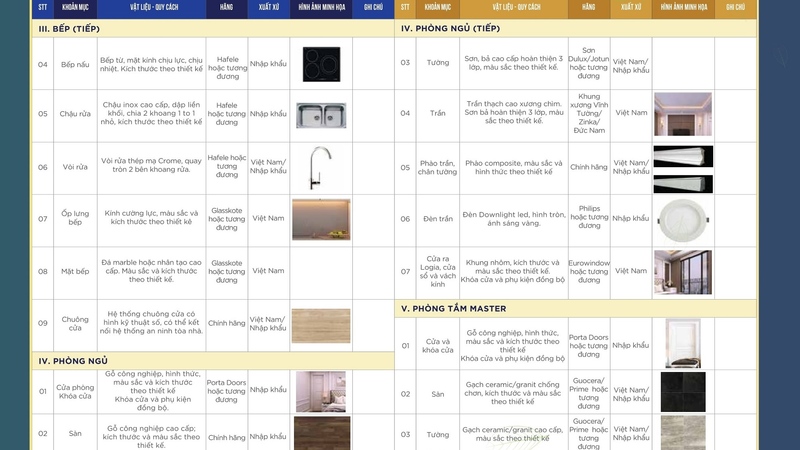 STT KHOẢN MỤC VẬT LIỆU - QUY CÁCH HÃNG XUẤT XỨ HÌNH ẢNH MINH HỌA GHI CHÚ
III. BẾP (TIẾP)
04 Bếp nấu Bếp từ, mặt kính chịu lực, chịu
nhiệt. Kích thước theo thiết kế
Hafele
hoặc tương
đương
Nhập khẩu
05 Chậu rửa Chậu inox cao cấp, dập liền
khối, chia 2 khoang 1 to 1
nhỏ, kích thước theo thiết kế
Hafele
hoặc tương
đương
Nhập khẩu
06 Vòi rửa Vòi rửa thép mạ Crome, quay
tròn 2 bên khoang rửa.
Hafele hoặc
tương
đương
Việt Nam/
Nhập khẩu
07 Ốp lưng
bếp
Kính cường lực, màu sắc và
kích thước theo thiết kê
Glasskote
hoặc tương
đương
Việt Nam
08 Mặt bếp Đá marble hoặc nhân tạo cao
cấp. Màu sắc và kích thước
theo thiết kế.
Glasskote
hoặc tương
đương
Việt Nam
09 Chuông
cửa
Hệ thống chuông cửa có
hình kỹ thuật số, có thể kết
nối hệ thống an ninh tòa nhà.
Chính hãng
Việt Nam/
Nhập khẩu
IV. PHÒNG NGỦ
01 Cửa phòng
Khóa cửa
Gỗ công nghiệp, hình thức,
màu sắc và kích thước
theo thiết kế
Khóa cửa và phụ kiện
đồng bộ.
Porta Doors
hoặc tương
đương
Nhập khẩu
02 Sàn Gỗ công nghiệp cao cấp;
kích thước và màu sắc
theo thiết kế.
Chính hãng
Nhập khẩu
STT KHOẢN MỤC VẬT LIỆU - QUY CÁCH HÃNG XUẤT XỨ HÌNH ẢNH MINH HỌA GHI CHÚ
IV. PHÒNG NGỦ (TIẾP)
03 Tường Sơn, bả cao cấp hoàn thiện 3
lớp, màu sắc theo thiết kế.
Sơn
Dulux/Jotun
hoặc tương
đương
Việt Nam/
Nhập khẩu
04 Trần Trần thạch cao xương chìm.
Sơn bả hoàn thiện 3 lớp, màu
sắc theo thiết kế.
Khung
xương Vĩnh
Tường/
Zinka/
Đức Nam
Việt Nam
05 Phào trần,
chân tường
Phào composite, màu sắc và
hình thức theo thiết kế
Chính hãng
Việt Nam/
Nhập khẩu
06 Đèn trần Đèn Downlight led, hình tròn,
ánh sáng vàng.
Philips
hoặc tương
đương
Nhập khẩu
07 Cửa ra
Logia, cửa
sổ và vách
kính
Khung nhôm, kích thước và
màu sắc theo thiết kế.
Khóa cửa và phụ kiện đồng bộ
Eurowindow
hoặc tương
đương
Việt Nam
V. PHÒNG TẮM MASTER
01 Cửa và
khóa cửa
Gỗ công nghiệp, hình thức,
màu sắc và kích thước theo
thiết kế
Khóa cửa và phụ kiện đồng bộ
Porta Doors
hoặc tương
đương
Nhập khẩu
02 Sàn Gạch ceramic/granit chống
chơn, kích thước và màu sắc
theo thiết kế
Guocera/
Prime hoặc
tương
đương
Việt Nam/
Nhập khẩu
03 Tường Gạch ceramic/granit cao cấp,
màu sắc theo thiết kế
Guocera/
Prime hoặc
tương
đương
Việt Nam/
Nhập khẩu